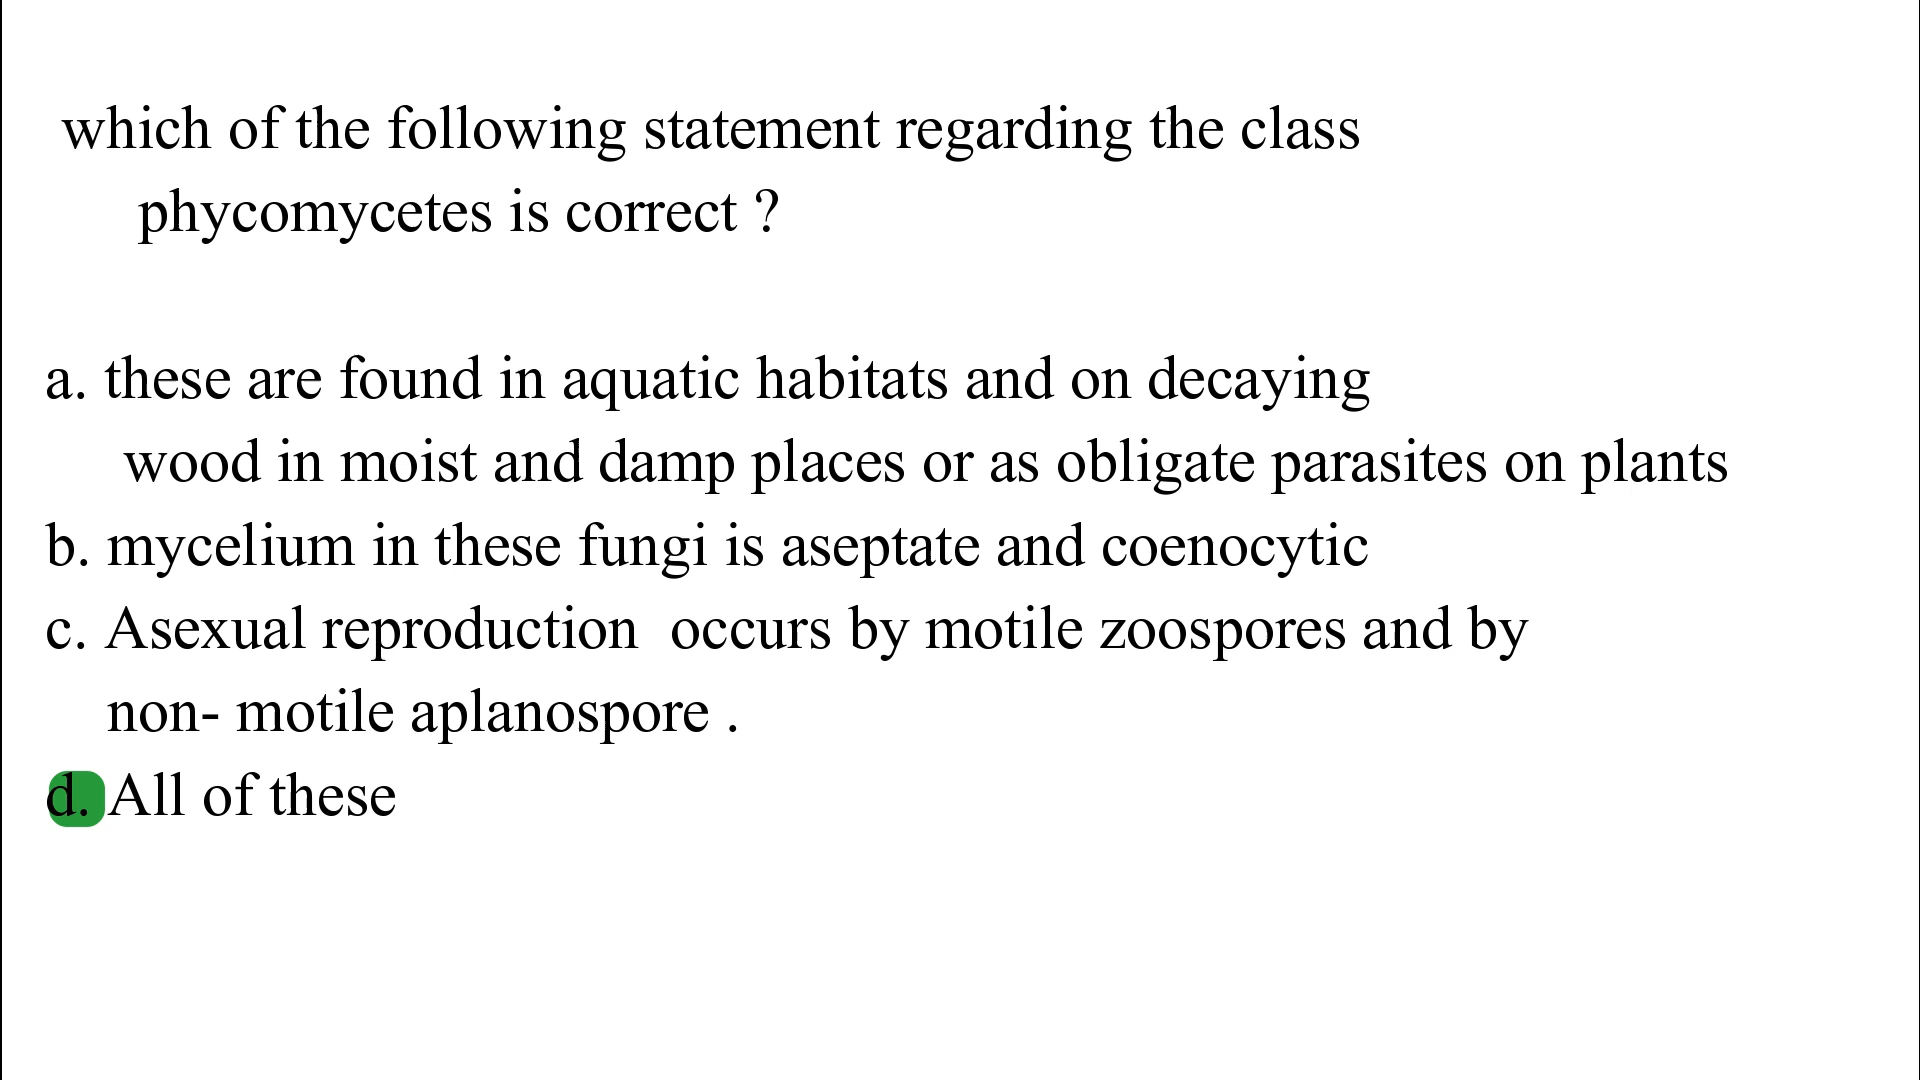 which of the following statement regarding the class
phycomycetes is correct ?
a. these are found in aquatic habitats and on decaying
wood in moist and damp places or as obligate parasites on plants
b. mycelium in these fungi is aseptate and coenocytic
c. Asexual reproduction  occurs by motile zoospores and by
non- motile aplanospore .
d. All of these